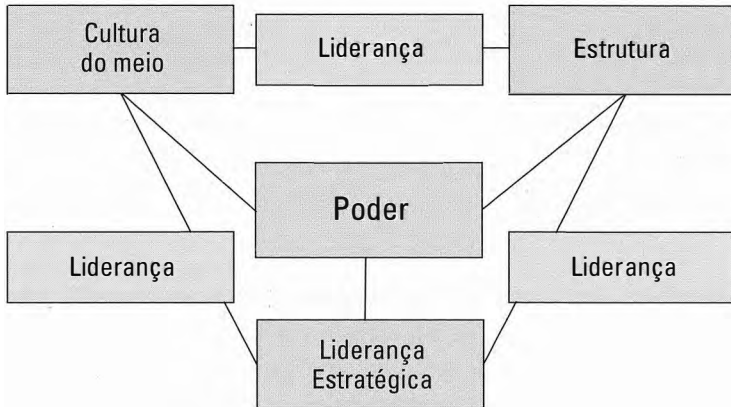 Cultura
do meio
Liderança
Estrutura
Poder
Liderança
Liderança
Liderança
Estratégica